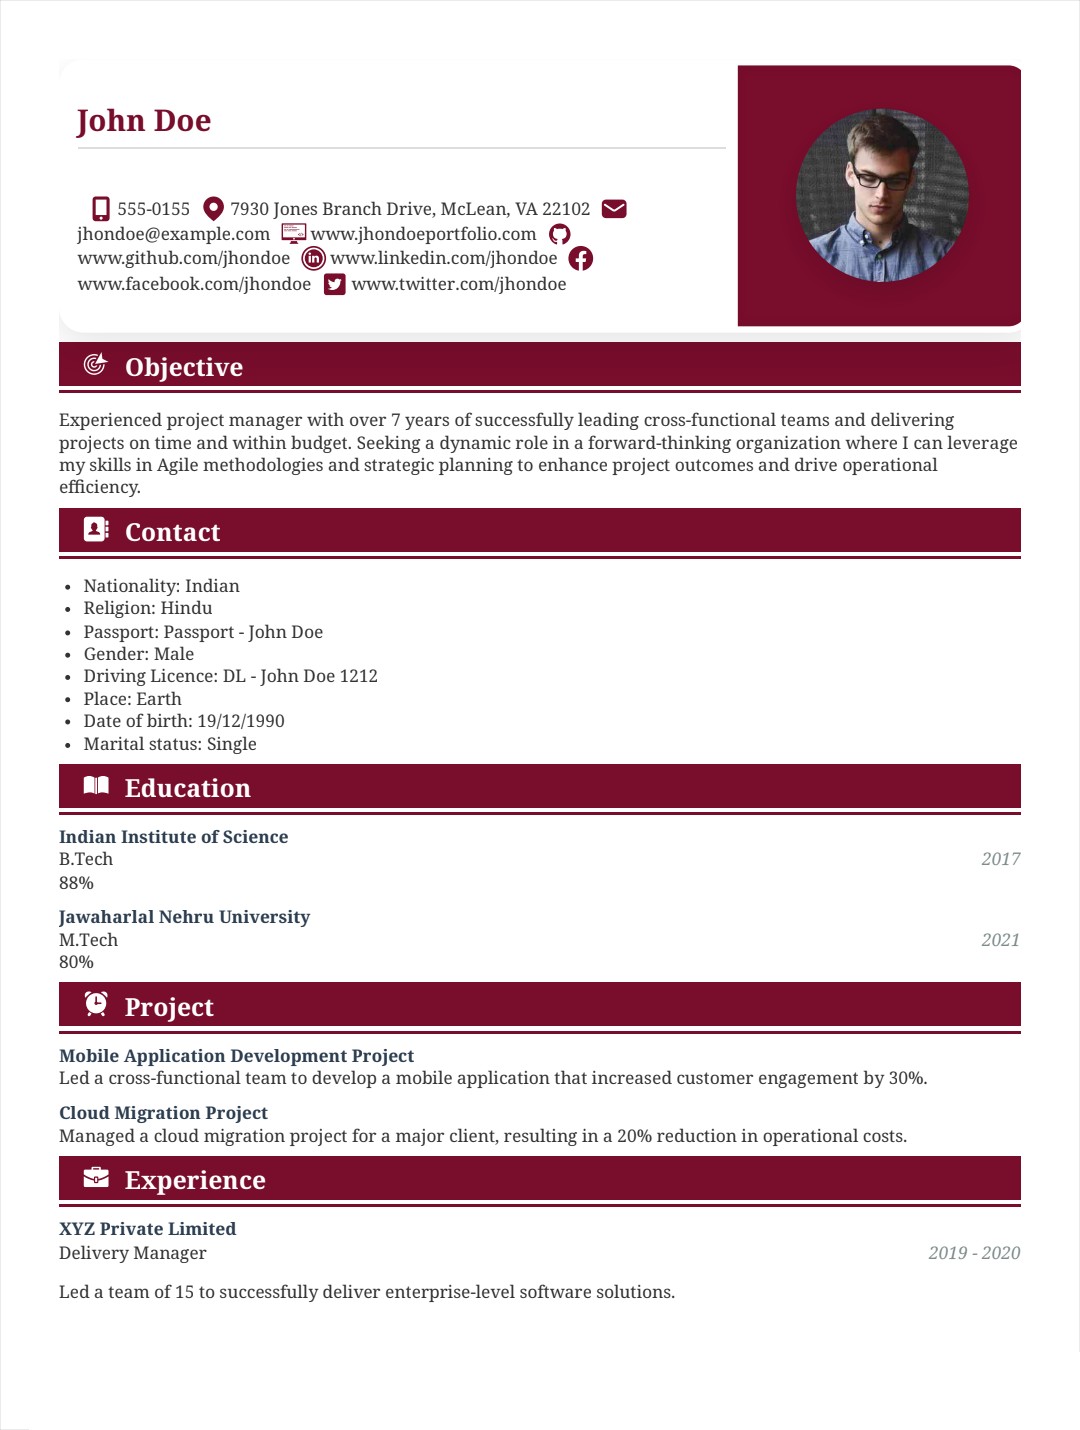 John Doe
555-0155 7930 Jones Branch Drive, McLean, VA 22102
jhondoe@example.com www.jhondoeportfolio.com
www.github.com/jhondoe www.linkedin.com/jhondoe
www.facebook.com/jhondoe www.twitter.com/jhondoe
Objective
Experienced project manager with over 7 years of successfully leading cross-functional teams and delivering
projects on time and within budget. Seeking a dynamic role in a forward-thinking organization where I can leverage
my skills in Agile methodologies and strategic planning to enhance project outcomes and drive operational
efficiency.
Contact
• Nationality: Indian
• Religion: Hindu
• Passport: Passport - John Doe
• Gender: Male
• Driving Licence: DL - John Doe 1212
• Place: Earth
• Date of birth: 19/12/1990
• Marital status: Single
Education
Indian Institute of Science
B.Tech 2017
88%
Jawaharlal Nehru University
M.Tech 2021
80%
Project
Mobile Application Development Project
Led a cross-functional team to develop a mobile application that increased customer engagement by 30%.
Cloud Migration Project
Managed a cloud migration project for a major client, resulting in a 20% reduction in operational costs.
Experience
XYZ Private Limited
Delivery Manager 2019 - 2020
Led a team of 15 to successfully deliver enterprise-level software solutions.